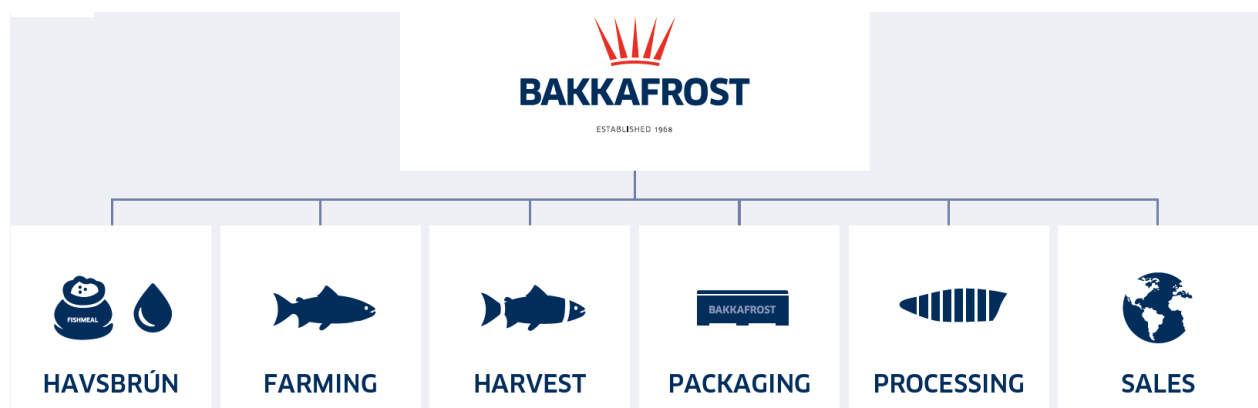 BAKKAFROST
ESTABLISHED 1968
FISHMEAL
BAKKAFROST
HAVSBRÚN
FARMING
HARVEST
PACKAGING
PROCESSING
SALES